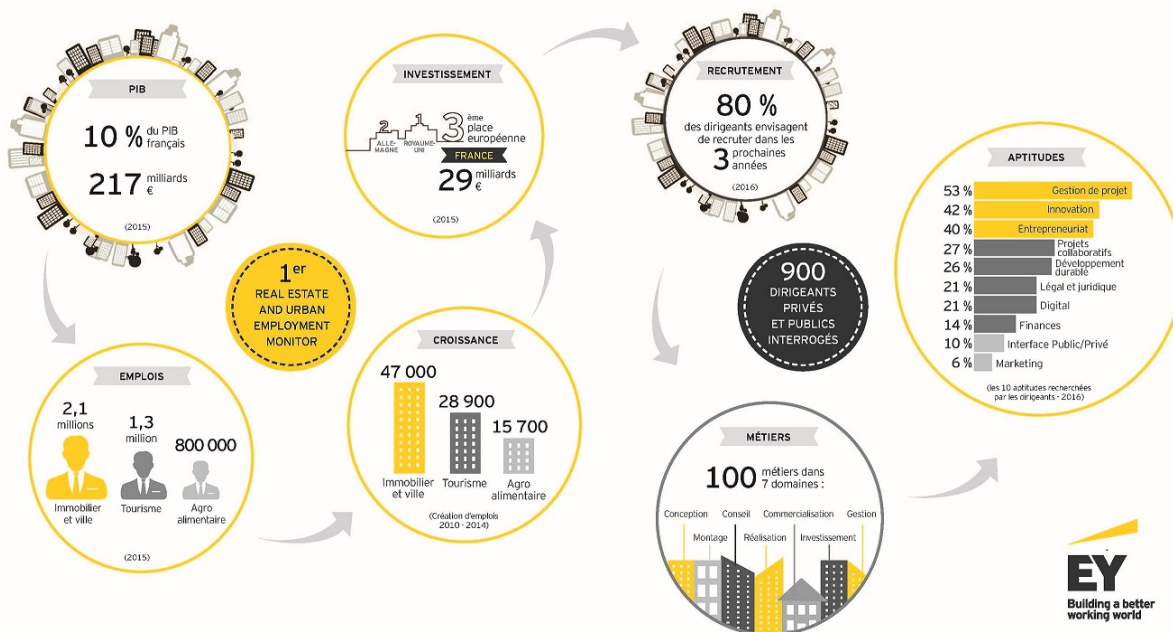 PIB
10 % du PIB
français
217 milliards
€
(2015)
EMPLOIS
2,1
millions
1,3
million
800 000
Immobilier
et ville
Tourisme
Agro
alimentaire
(2015)
1er
REAL ESTATE
AND URBAN
EMPLOYMENT
MONITOR
CROISSANCE
47 000
28 900
15 700
Immobilier
et ville
Tourisme
Agro
alimentaire
(Création d'emplois
2010 - 2014)
INVESTISSEMENT
2
ALLE-
MAGNE
1
ROYAUME-
UNI
3ème
place
européenne
FRANCE
29 milliards
€
(2015)
RECRUTEMENT
80 %
des dirigeants envisagent
de recruter dans les
3 prochaines
années
(2016)
900
DIRIGEANTS
PRIVÉS
ET PUBLICS
INTERROGÉS
MÉTIERS
100 métiers dans
7 domaines :
Conception Conseil Commercialisation Gestion
Montage Réalisation Investissement
APTITUDES
53 % Gestion de projet
42 % Innovation
40 % Entrepreneuriat
27 % Projets
collaboratifs
26 % Développement
durable
21 % Légal et juridique
21 % Digital
14 % Finances
10 % Interface Public/Privé
6 % Marketing
(les 10 aptitudes recherchées
par les dirigeants - 2016)
EY
Building a better
working world